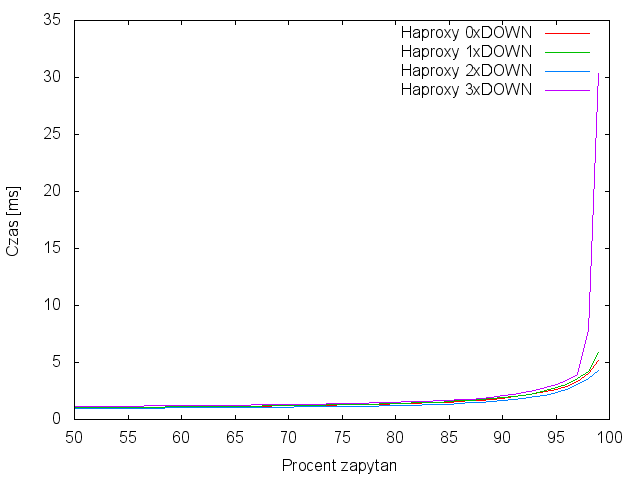 35
30
25
20
15
10
5
0
Czas [ms]
Haproxy 0xDOWN
Haproxy 1xDOWN
Haproxy 2xDOWN
Haproxy 3xDOWN
50 55 60 65 70 75 80 85 90 95 100
Procent zapytan